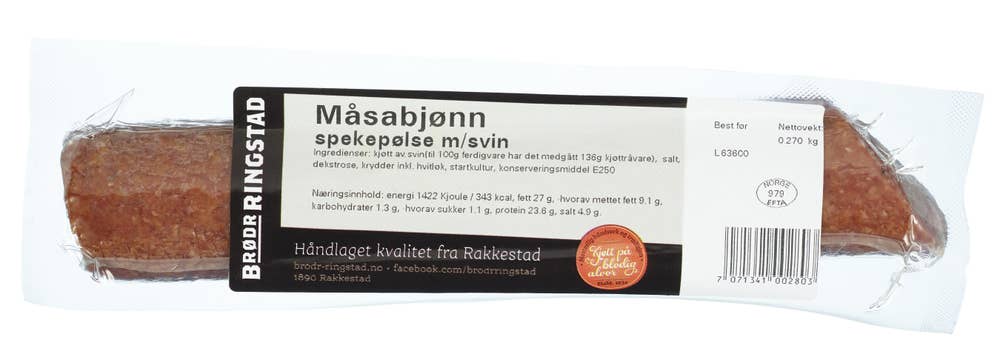 BRØDR RINGSTAD
Måsabjønn
spekepølse m/svin
Ingredienser: kjøtt av svin(til 100g ferdigvare har det medgått 136g kjøttråvare), salt,
dekstrose, krydder inkl. hvitløk, startkultur, konserveringsmiddel E250
Næringsinnhold: energi 1422 Kjoule / 343 kcal, fett 27 g, -hvorav mettet fett 9,1 g,
karbohydrater 1.3 g, -hvorav sukker 1,1 g, protein 23.6 g, salt 4.9 g.
Håndlaget kvalitet fra Rakkestad
brodr-ringstad.no • facebook.com/brodrringstad
1890 Rakkestad
Kjøtt på
blodig
alvor
Best før
Nettovekt:
0.270 kg
L63600
NORGE
979
EFTA
7 071341 002803